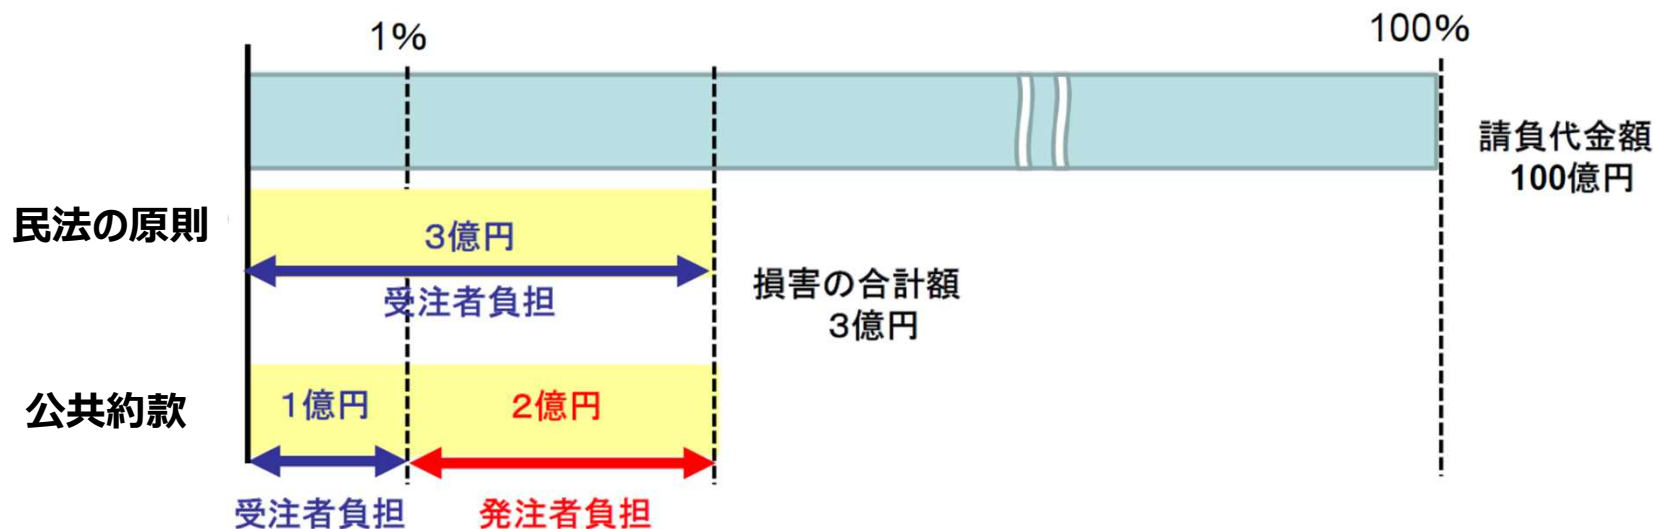 1%
100%
請負代金額
100億円
民法の原則
3億円
受注者負担
損害の合計額
3億円
公共約款
1億円
2億円
受注者負担
発注者負担